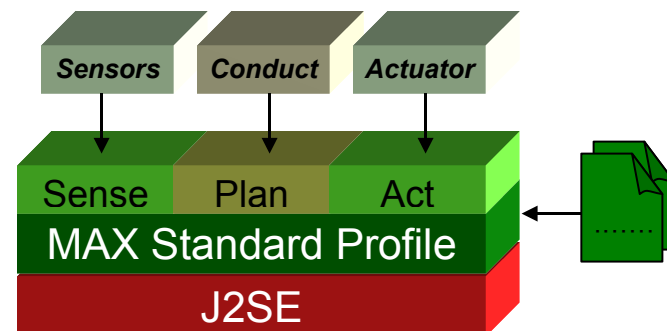 Sensors Conduct Actuator
Sense Plan Act
MAX Standard Profile
.......
J2SE